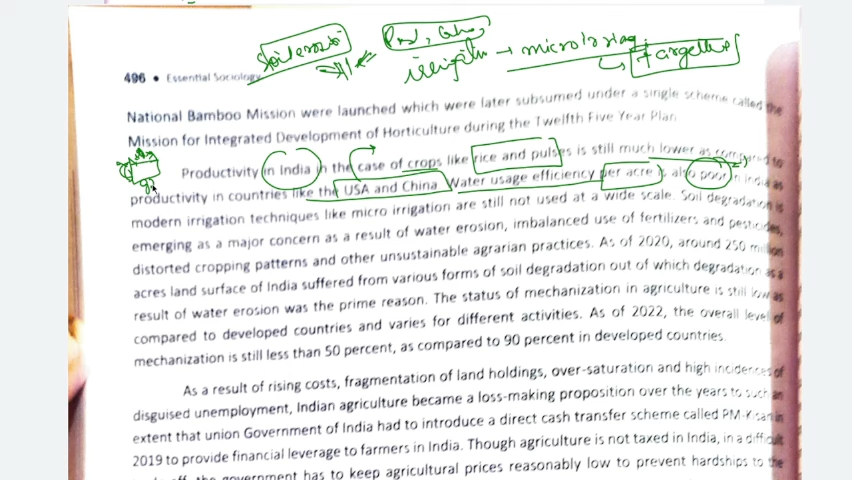 Soil erosi
irrigatn → micro irrig
496 • Essential Sociology
National Bamboo Mission were launched which were later subsumed under a single scheme called the
Mission for Integrated Development of Horticulture during the Twelfth Five Year Plan.
Productivity in India in the case of crops like rice and pulses is still much lower as compared to
productivity in countries like the USA and China. Water usage efficiency per acre is also poor in India as
modern irrigation techniques like micro irrigation are still not used at a wide scale. Soil degradation is
emerging as a major concern as a result of water erosion, imbalanced use of fertilizers and pesticides,
distorted cropping patterns and other unsustainable agrarian practices. As of 2020, around 250 million
acres land surface of India suffered from various forms of soil degradation out of which degradation as a
result of water erosion was the prime reason. The status of mechanization in agriculture is still low as
compared to developed countries and varies for different activities. As of 2022, the overall level of
mechanization is still less than 50 percent, as compared to 90 percent in developed countries.
As a result of rising costs, fragmentation of land holdings, over-saturation and high incidences of
disguised unemployment, Indian agriculture became a loss-making proposition over the years to such an
extent that union Government of India had to introduce a direct cash transfer scheme called PM-Kisan in
2019 to provide financial leverage to farmers in India. Though agriculture is not taxed in India, in a difficult
the government has to keep agricultural prices reasonably low to prevent hardships to the